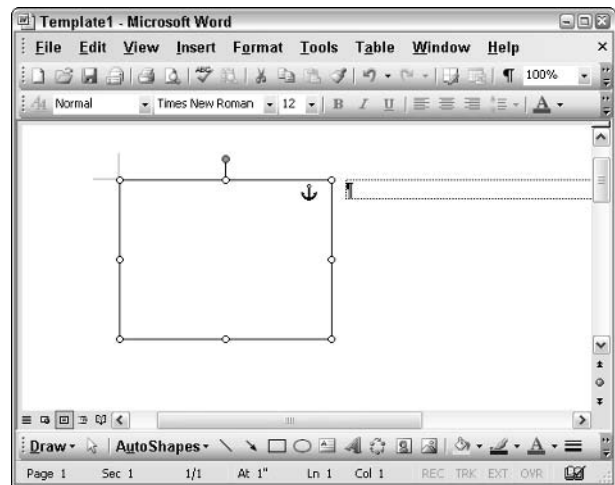 Template1 - Microsoft Word
File Edit View Insert Format Tools Table Window Help
ABC ¶ 100%
Normal Times New Roman 12 B I U A
¶
Draw AutoShapes A A
Page 1 Sec 1 1/1 At 1" Ln 1 Col 1 REC TRK EXT OVR